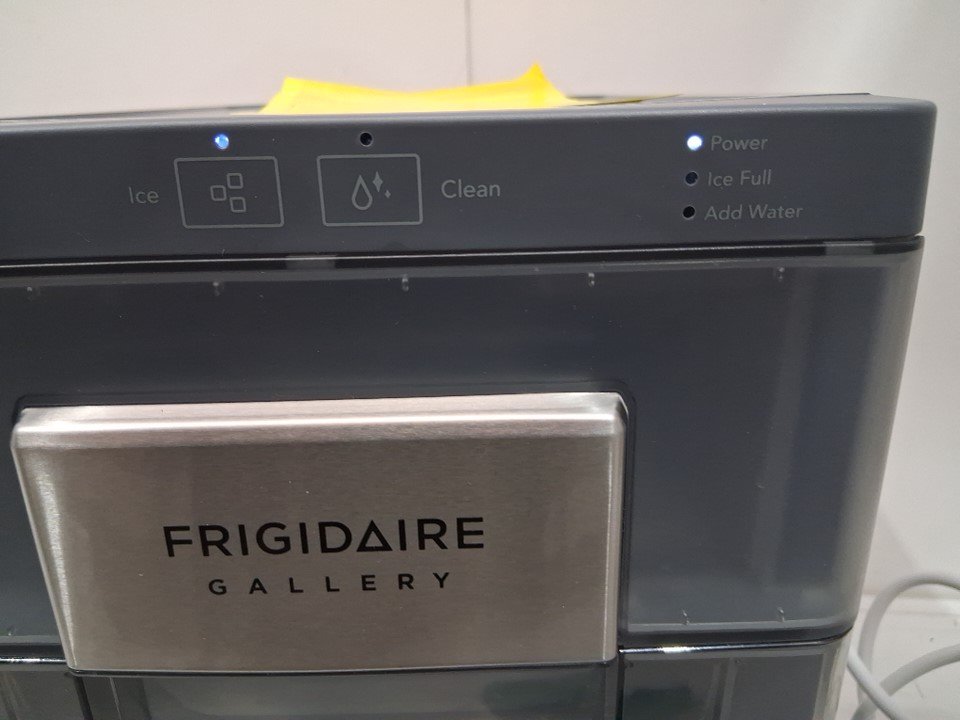 Ice
Clean
Power
Ice Full
Add Water
FRIGIDAIRE
GALLERY